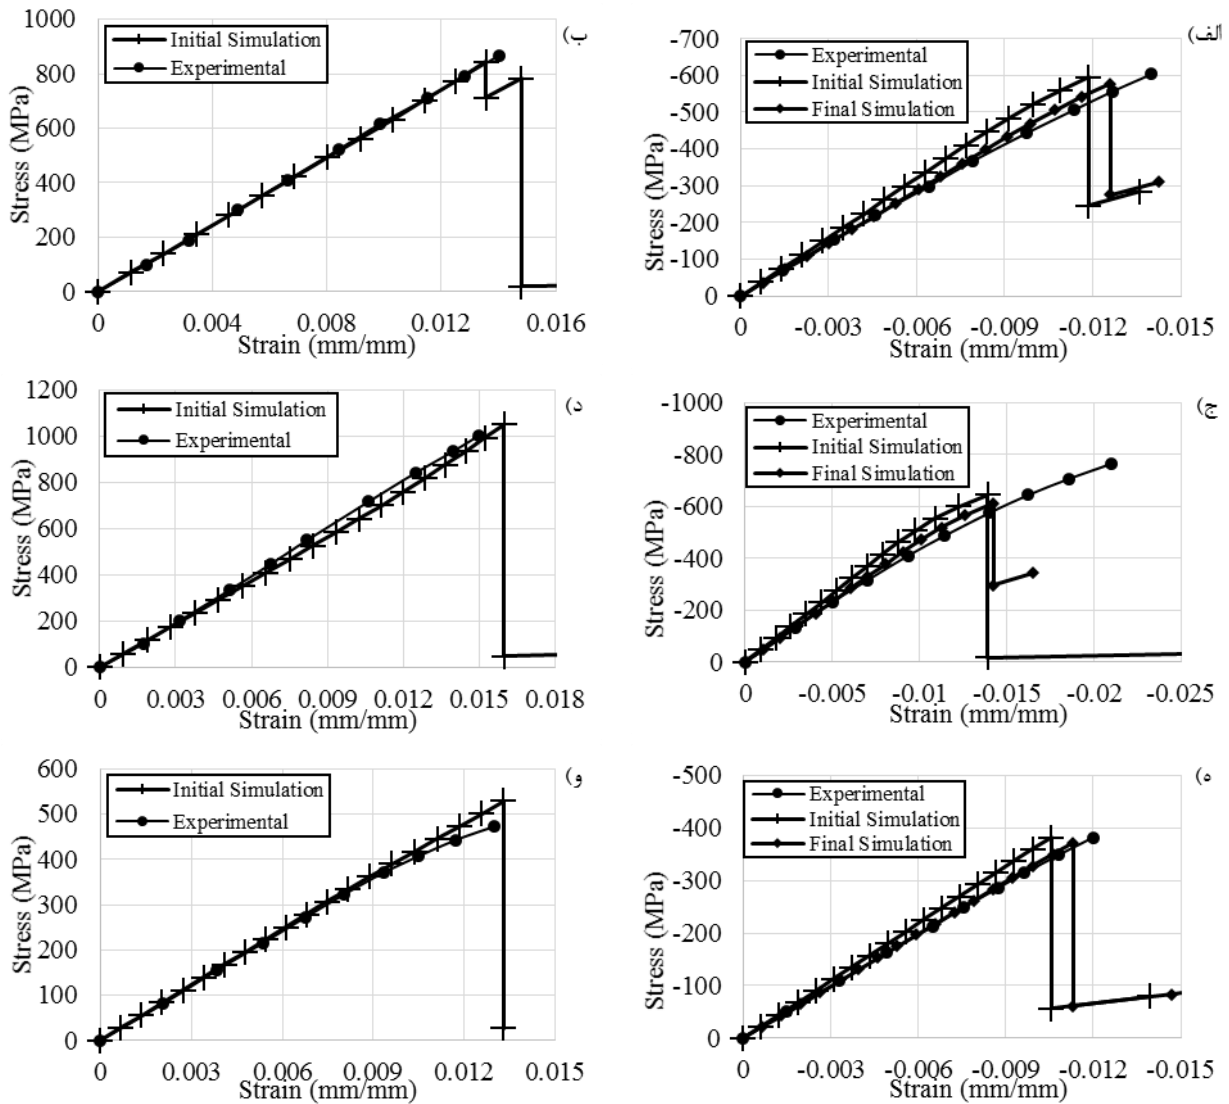 الف)
-700
-600
-500
-400
-300
-200
-100
0
Stress (MPa)
Experimental
Initial Simulation
Final Simulation
0 -0.003 -0.006 -0.009 -0.012 -0.015
Strain (mm/mm)
ب)
1000
800
600
400
200
0
Stress (MPa)
Initial Simulation
Experimental
0 0.004 0.008 0.012 0.016
Strain (mm/mm)
ج)
-1000
-800
-600
-400
-200
0
Stress (MPa)
Experimental
Initial Simulation
Final Simulation
0 -0.005 -0.01 -0.015 -0.02 -0.025
Strain (mm/mm)
د)
1200
1000
800
600
400
200
0
Stress (MPa)
Initial Simulation
Experimental
0 0.003 0.006 0.009 0.012 0.015 0.018
Strain (mm/mm)
ه)
-500
-400
-300
-200
-100
0
Stress (MPa)
Experimental
Initial Simulation
Final Simulation
0 -0.003 -0.006 -0.009 -0.012 -0.015
Strain (mm/mm)
و)
600
500
400
300
200
100
0
Stress (MPa)
Initial Simulation
Experimental
0 0.003 0.006 0.009 0.012 0.015
Strain (mm/mm)